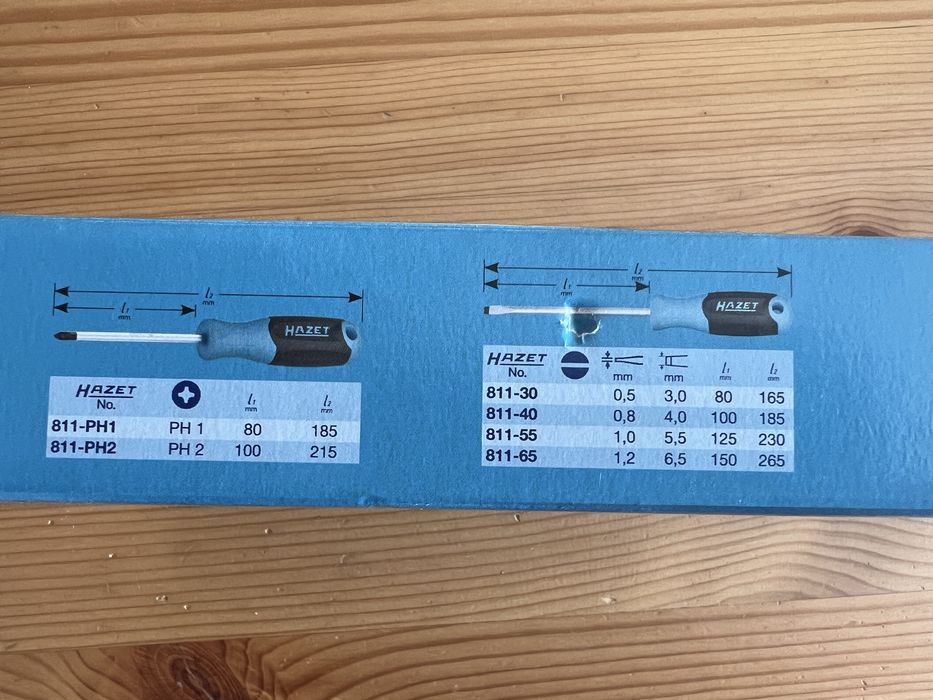 l₂
mm
l₁
mm
HAZET
HAZET
No.
l₁
mm
l₂
mm
811-PH1 PH 1 80 185
811-PH2 PH 2 100 215
l₂
mm
l₁
mm
HAZET
HAZET
No.
mm
mm
l₁
mm
l₂
mm
811-30 0,5 3,0 80 165
811-40 0,8 4,0 100 185
811-55 1,0 5,5 125 230
811-65 1,2 6,5 150 265